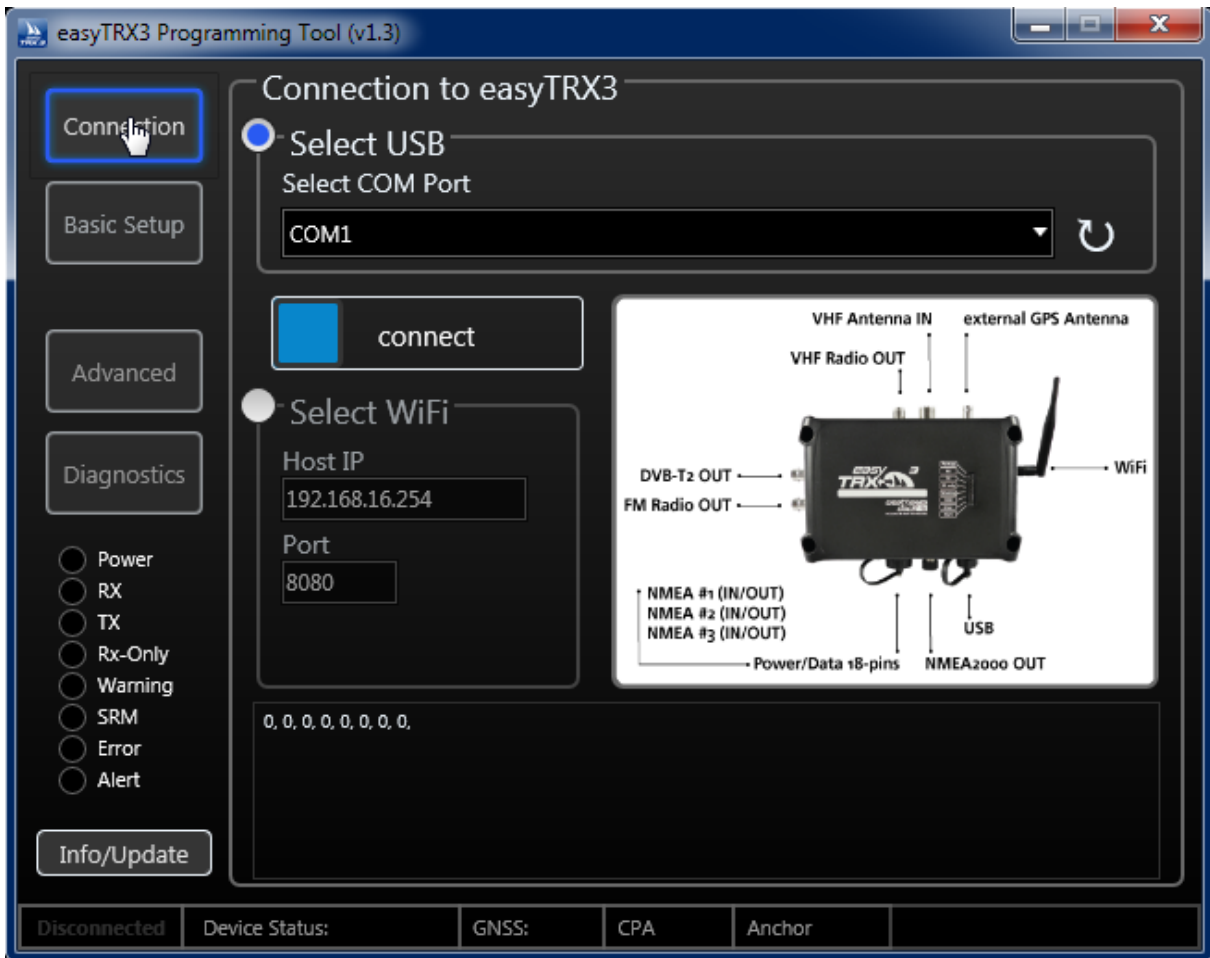 easyTRX3 Programming Tool (v1.3)
Connection
Basic Setup
Advanced
Diagnostics
Power
RX
TX
Rx-Only
Warning
SRM
Error
Alert
Info/Update
Connection to easyTRX3
Select USB
Select COM Port
COM1
connect
Select WiFi
Host IP
192.168.16.254
Port
8080
VHF Antenna IN
external GPS Antenna
VHF Radio OUT
DVB-T2 OUT
WiFi
FM Radio OUT
easy
TRX 3
NMEA #1 (IN/OUT)
NMEA #2 (IN/OUT)
NMEA #3 (IN/OUT)
USB
Power/Data 18-pins
NMEA2000 OUT
0, 0, 0, 0, 0, 0, 0, 0,
Disconnected
Device Status:
GNSS:
CPA
Anchor